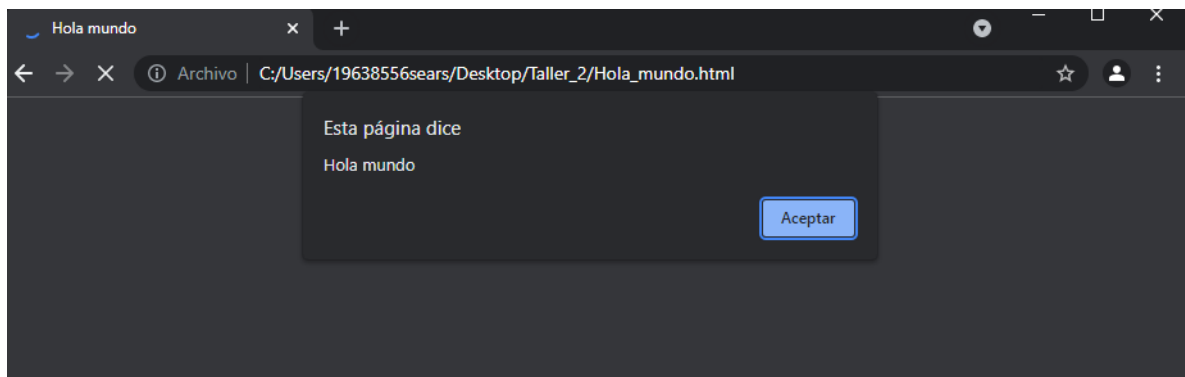 Hola mundo
Archivo C:/Users/19638556sears/Desktop/Taller_2/Hola_mundo.html
Esta página dice
Hola mundo
Aceptar